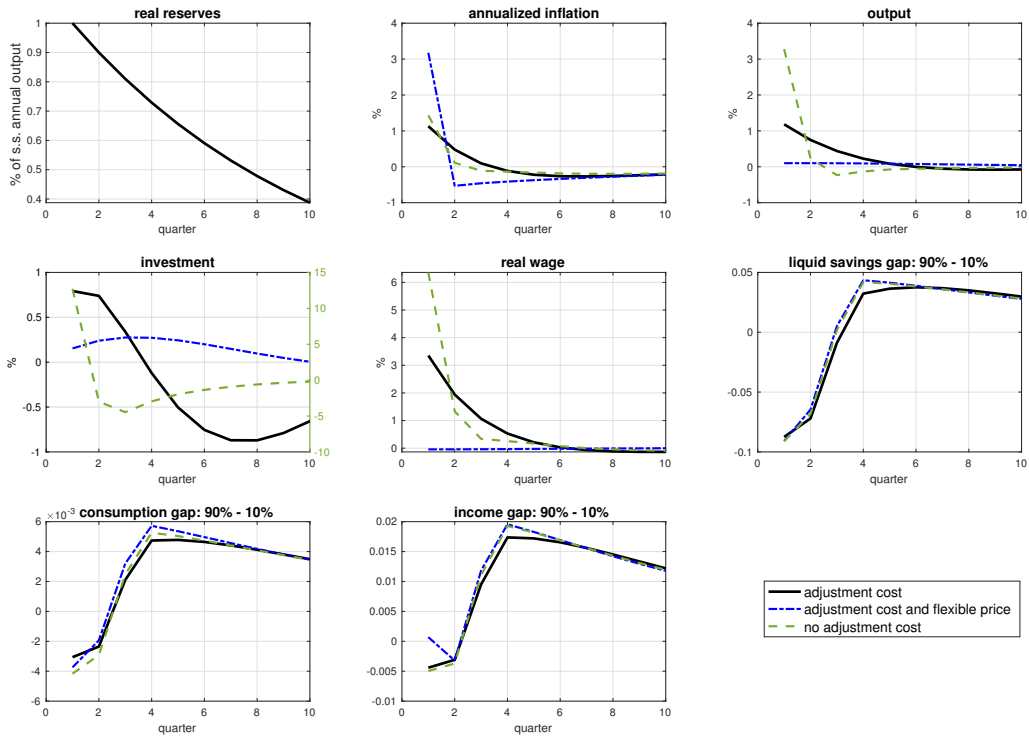 real reserves
1
0.9
0.8
0.7
0.6
0.5
0.4
% of s.s. annual output
0 2 4 6 8 10
quarter
annualized inflation
4
3
2
1
0
-1
%
0 2 4 6 8 10
quarter
output
4
3
2
1
0
-1
%
0 2 4 6 8 10
quarter
investment
1
0.5
0
-0.5
-1
%
15
10
5
0
-5
-10
0 2 4 6 8 10
quarter
real wage
6
5
4
3
2
1
0
%
0 2 4 6 8 10
quarter
liquid savings gap: 90% - 10%
0.05
0
-0.05
-0.1
0 2 4 6 8 10
quarter
×10⁻³ consumption gap: 90% - 10%
6
4
2
0
-2
-4
-6
0 2 4 6 8 10
quarter
income gap: 90% - 10%
0.02
0.015
0.01
0.005
0
-0.005
-0.01
0 2 4 6 8 10
quarter
adjustment cost
adjustment cost and flexible price
no adjustment cost